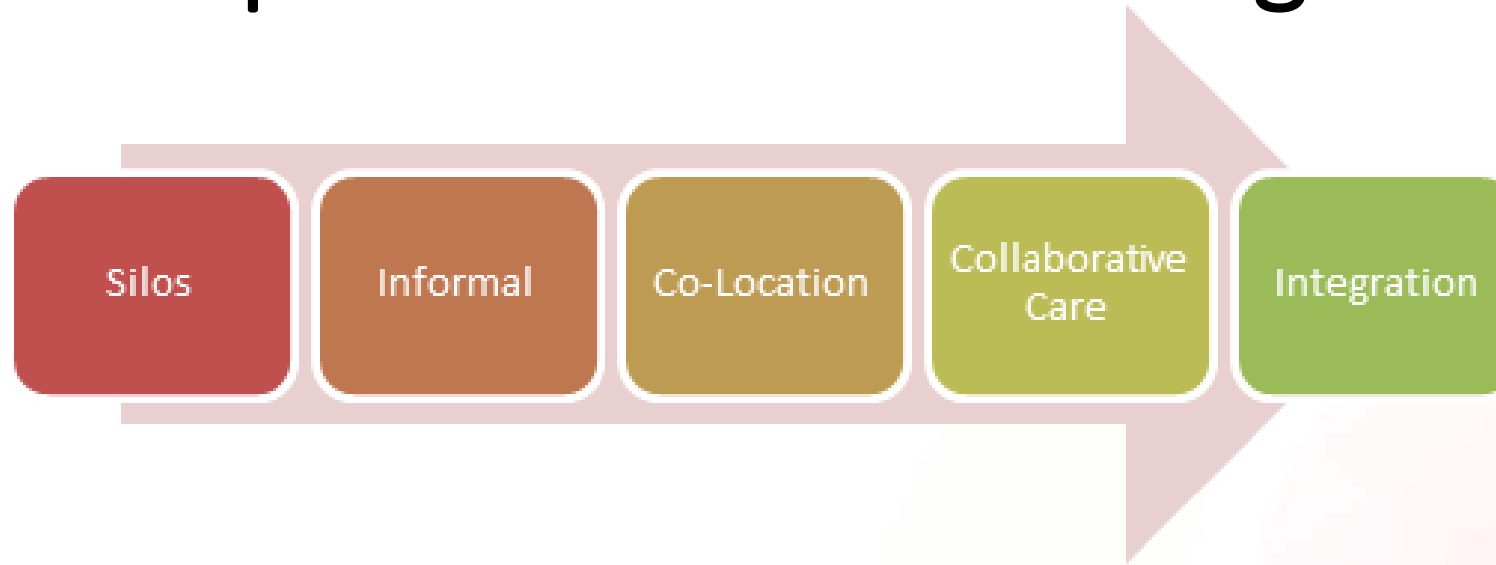 Silos
Informal
Co-Location
Collaborative
Care
Integration